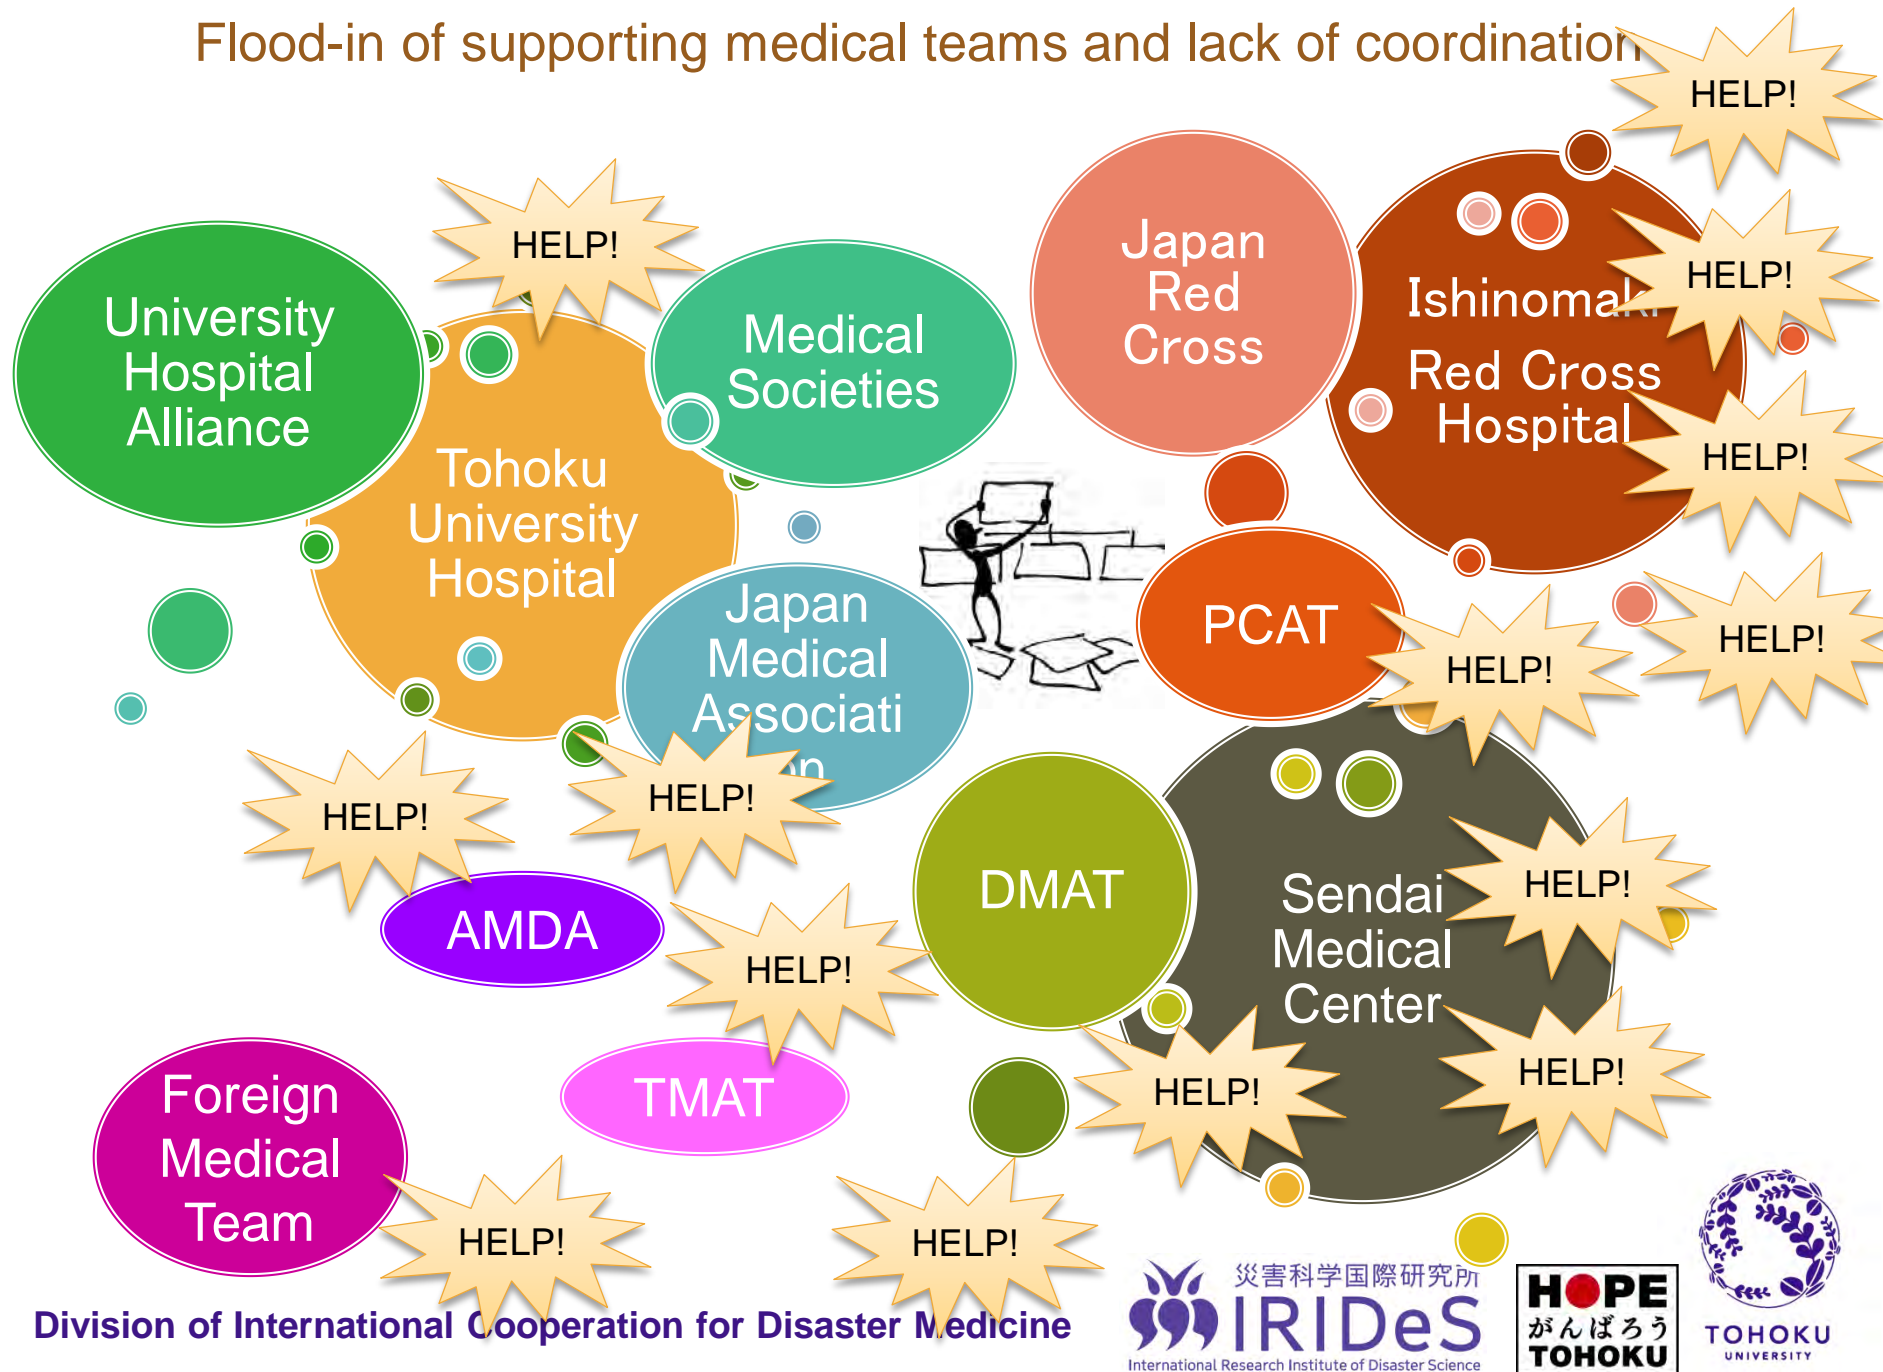 Flood-in of supporting medical teams and lack of coordination
HELP!
HELP!
University
Hospital
Alliance
Medical
Societies
Japan
Red
Cross
Ishinomaki
Red Cross
Hospital
HELP!
HELP!
Tohoku
University
Hospital
Japan
Medical
Associati
on
PCAT
HELP!
HELP!
HELP!
HELP!
AMDA
HELP!
DMAT
Sendai
Medical
Center
HELP!
HELP!
HELP!
TMAT
Foreign
Medical
Team
HELP!
HELP!
Division of International Cooperation for Disaster Medicine
災害科学国際研究所
IRIDeS
International Research Institute of Disaster Science
HOPE
がんばろう
TOHOKU
TOHOKU
UNIVERSITY